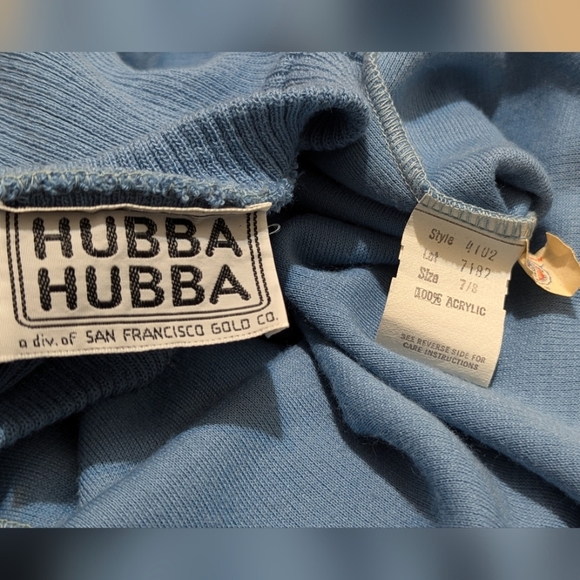 HUBBA
HUBBA
a div. of SAN FRANCISCO GOLD CO.
Style 4102
Lot 7182
Size 7/8
100% ACRYLIC
SEE REVERSE SIDE FOR
CARE INSTRUCTIONS